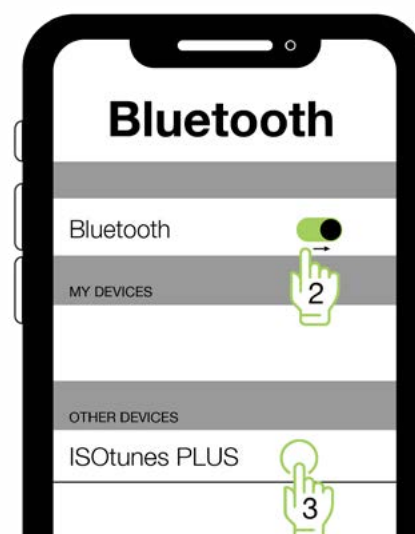 Bluetooth
Bluetooth
2
MY DEVICES
OTHER DEVICES
ISOtunes PLUS
3